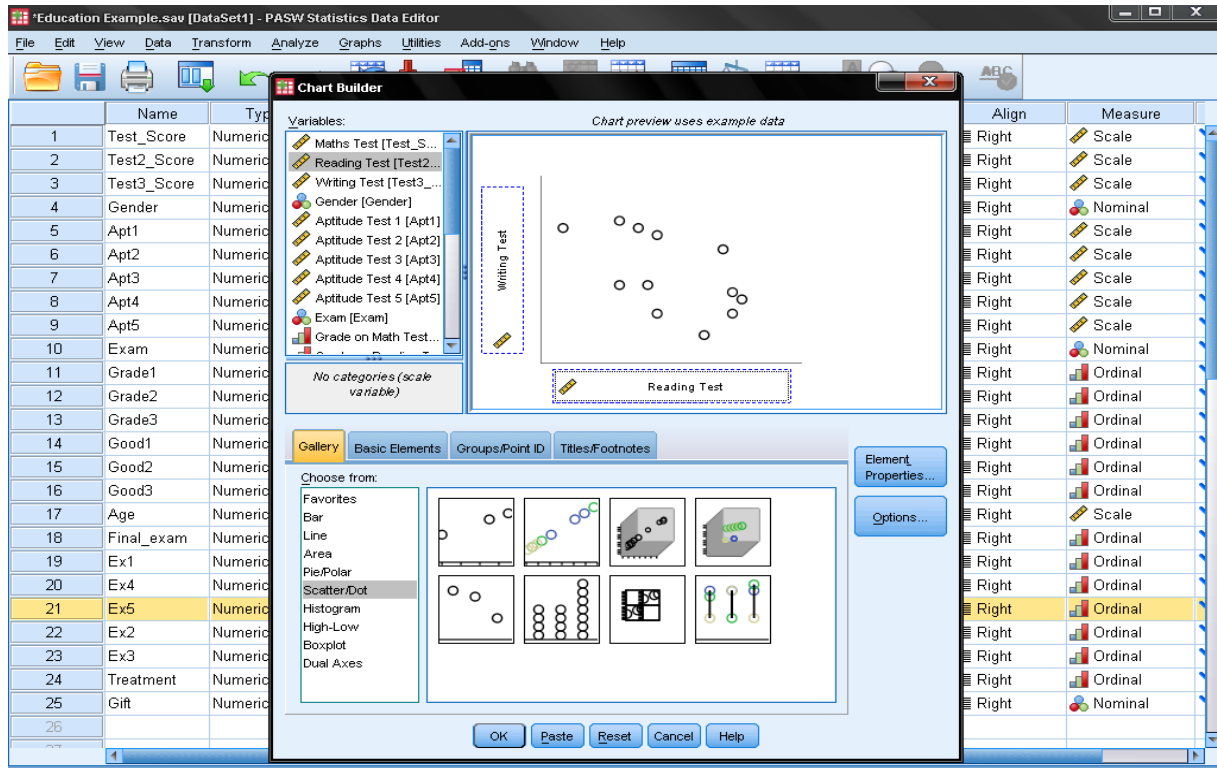 *Education Example.sav [DataSet1] - PASW Statistics Data Editor
File Edit View Data Transform Analyze Graphs Utilities Add-ons Window Help
Chart Builder
Name
Align Measure
1 Test_Score Numeric Right Scale
2 Test2_Score Numeric Right Scale
3 Test3_Score Numeric Right Scale
4 Gender Numeric Right Nominal
5 Apt1 Numeric Right Scale
6 Apt2 Numeric Right Scale
7 Apt3 Numeric Right Scale
8 Apt4 Numeric Right Scale
9 Apt5 Numeric Right Scale
10 Exam Numeric Right Nominal
11 Grade1 Numeric Right Ordinal
12 Grade2 Numeric Right Ordinal
13 Grade3 Numeric Right Ordinal
14 Good1 Numeric Right Ordinal
15 Good2 Numeric Right Ordinal
16 Good3 Numeric Right Ordinal
17 Age Numeric Right Scale
18 Final_exam Numeric Right Ordinal
19 Ex1 Numeric Right Ordinal
20 Ex4 Numeric Right Ordinal
21 Ex5 Numeric Right Ordinal
22 Ex2 Numeric Right Ordinal
23 Ex3 Numeric Right Ordinal
24 Treatment Numeric Right Ordinal
25 Gift Numeric Right Nominal
26
Variables:
Maths Test [Test_S...
Reading Test [Test2...
Writing Test [Test3_...
Gender [Gender]
Aptitude Test 1 [Apt1]
Aptitude Test 2 [Apt2]
Aptitude Test 3 [Apt3]
Aptitude Test 4 [Apt4]
Aptitude Test 5 [Apt5]
Exam [Exam]
Grade on Math Test...
No categories (scale
variable)
Chart preview uses example data
Writing Test
Reading Test
Gallery Basic Elements Groups/Point ID Titles/Footnotes
Choose from:
Favorites
Bar
Line
Area
Pie/Polar
Scatter/Dot
Histogram
High-Low
Boxplot
Dual Axes
Element
Properties...
Options...
OK Paste Reset Cancel Help